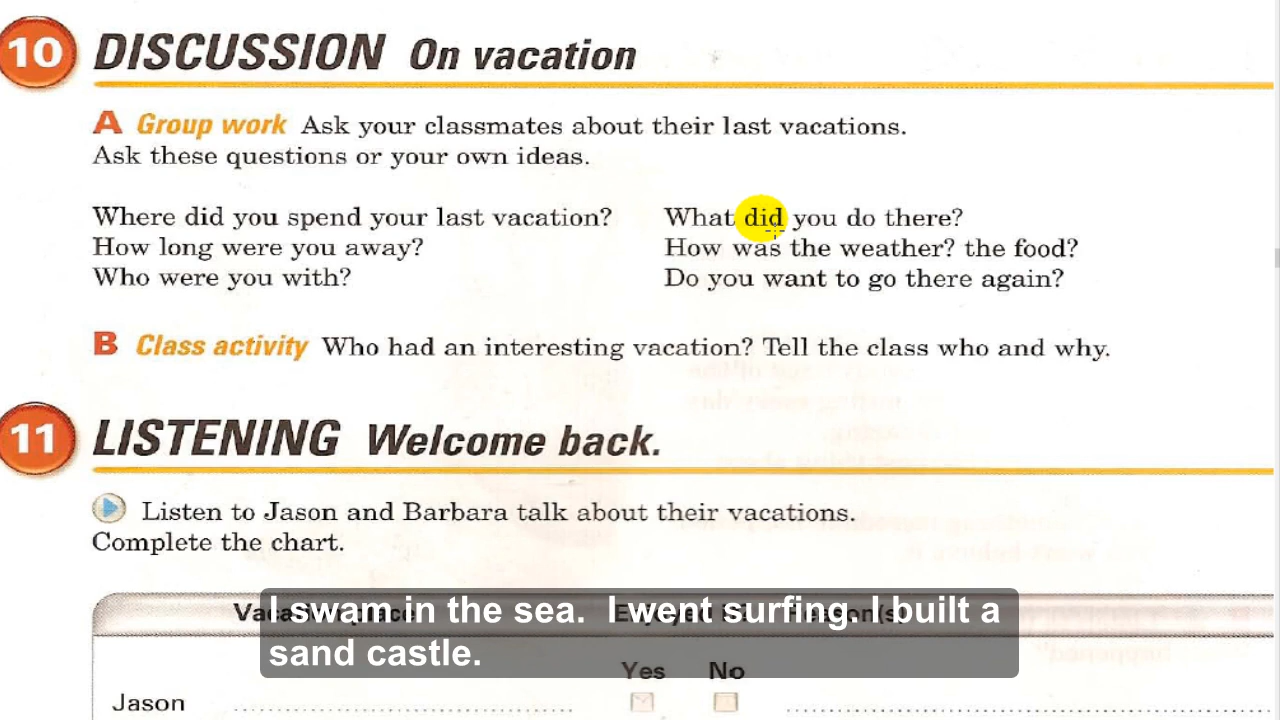 10 DISCUSSION On vacation
A Group work Ask your classmates about their last vacations.
Ask these questions or your own ideas.
Where did you spend your last vacation?
How long were you away?
Who were you with?
What did you do there?
How was the weather? the food?
Do you want to go there again?
B Class activity Who had an interesting vacation? Tell the class who and why.
11 LISTENING Welcome back.
Listen to Jason and Barbara talk about their vacations.
Complete the chart.
I swam in the sea. I went surfing. I built a
sand castle.
Yes No
Jason